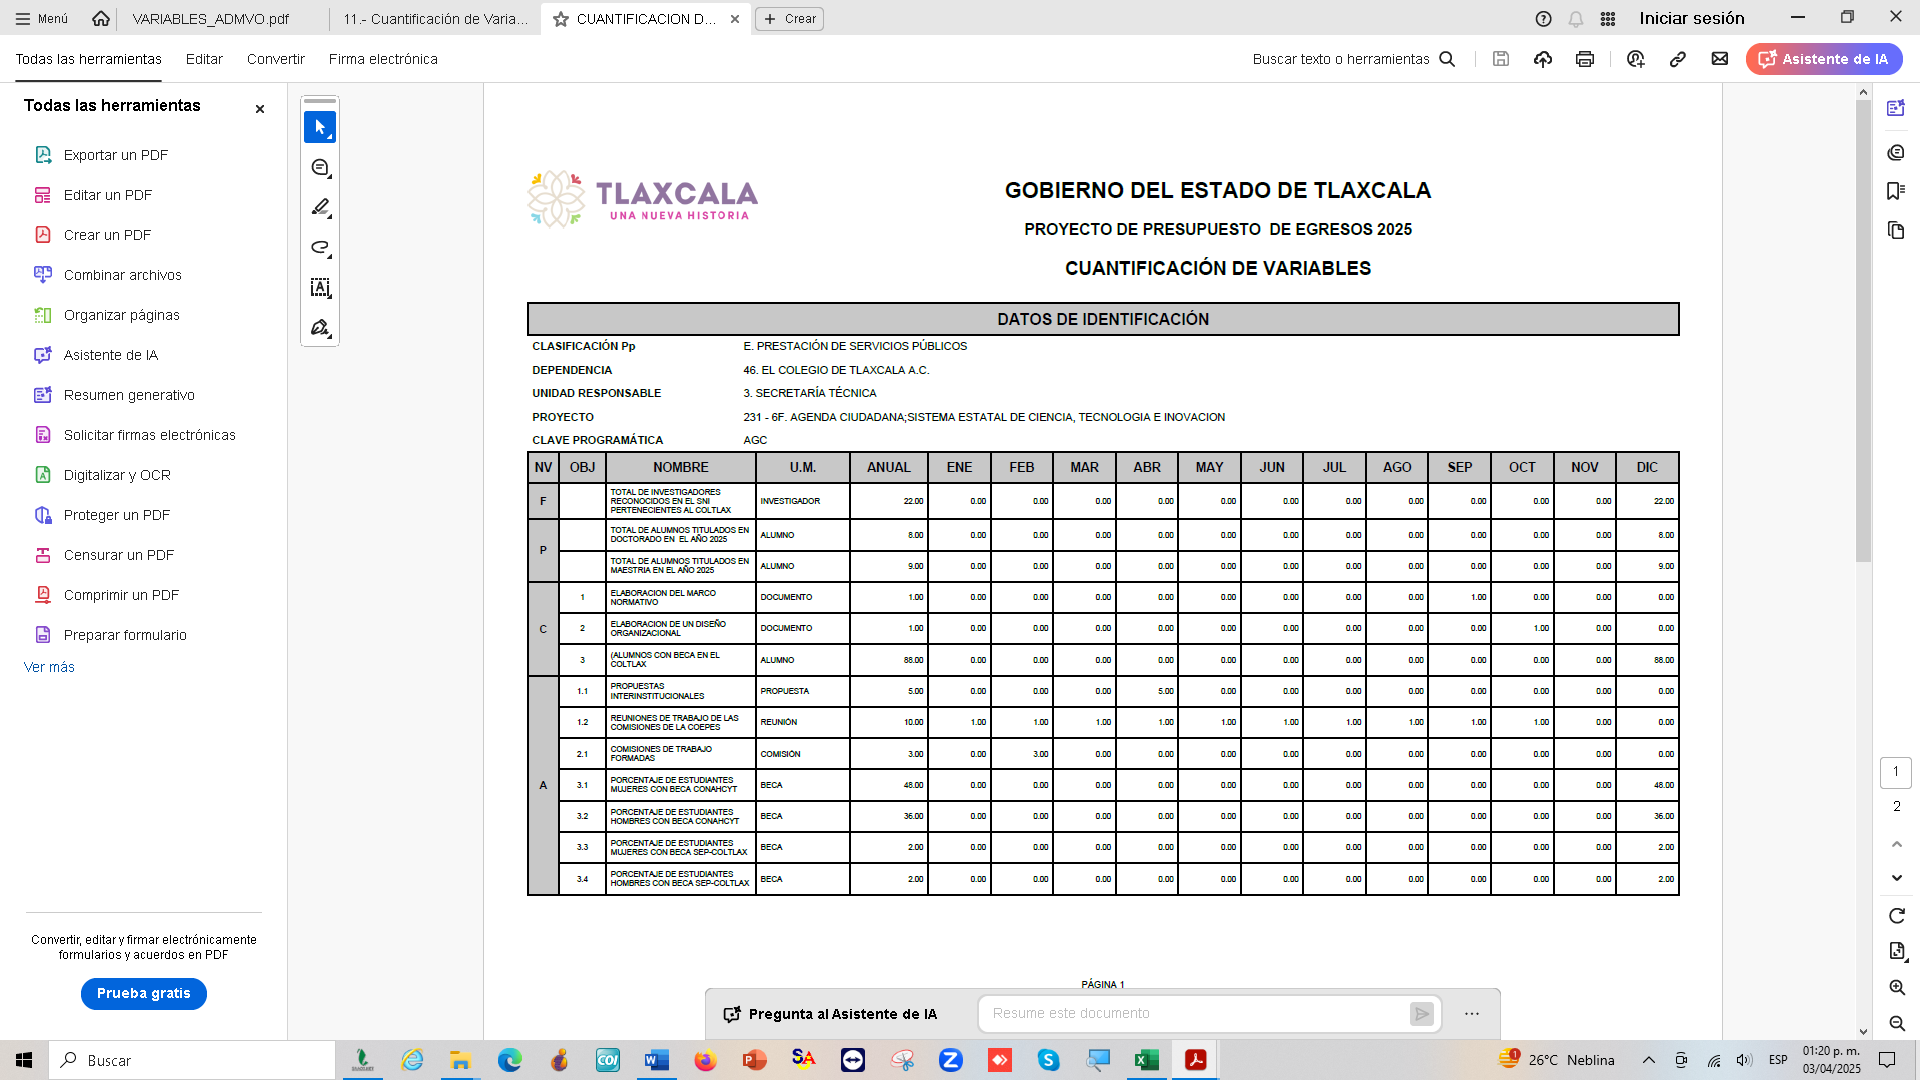 Menú
VARIABLES_ADMVO.pdf
11.- Cuantificación de Varia...
CUANTIFICACION D...
Crear
Iniciar sesión
Todas las herramientas
Editar
Convertir
Firma electrónica
Buscar texto o herramientas
Asistente de IA
Todas las herramientas
Exportar un PDF
Editar un PDF
Crear un PDF
Combinar archivos
Organizar páginas
Asistente de IA
Resumen generativo
Solicitar firmas electrónicas
Digitalizar y OCR
Proteger un PDF
Censurar un PDF
Comprimir un PDF
Preparar formulario
Ver más
Convertir, editar y firmar electrónicamente
formularios y acuerdos en PDF
Prueba gratis
TLAXCALA
UNA NUEVA HISTORIA
GOBIERNO DEL ESTADO DE TLAXCALA
PROYECTO DE PRESUPUESTO DE EGRESOS 2025
CUANTIFICACIÓN DE VARIABLES
DATOS DE IDENTIFICACIÓN
CLASIFICACIÓN Pp E. PRESTACIÓN DE SERVICIOS PÚBLICOS
DEPENDENCIA 46. EL COLEGIO DE TLAXCALA A.C.
UNIDAD RESPONSABLE 3. SECRETARÍA TÉCNICA
PROYECTO 231 - 6F. AGENDA CIUDADANA;SISTEMA ESTATAL DE CIENCIA, TECNOLOGIA E INOVACION
CLAVE PROGRAMÁTICA AGC
NV OBJ NOMBRE U.M. ANUAL ENE FEB MAR ABR MAY JUN JUL AGO SEP OCT NOV DIC
F TOTAL DE INVESTIGADORES RECONOCIDOS EN EL SNI PERTENECIENTES AL COLTLAX INVESTIGADOR 22.00 0.00 0.00 0.00 0.00 0.00 0.00 0.00 0.00 0.00 0.00 0.00 22.00
P TOTAL DE ALUMNOS TITULADOS EN DOCTORADO EN EL AÑO 2025 ALUMNO 8.00 0.00 0.00 0.00 0.00 0.00 0.00 0.00 0.00 0.00 0.00 0.00 8.00
TOTAL DE ALUMNOS TITULADOS EN MAESTRIA EN EL AÑO 2025 ALUMNO 9.00 0.00 0.00 0.00 0.00 0.00 0.00 0.00 0.00 0.00 0.00 0.00 9.00
C 1 ELABORACION DEL MARCO NORMATIVO DOCUMENTO 1.00 0.00 0.00 0.00 0.00 0.00 0.00 0.00 0.00 1.00 0.00 0.00 0.00
2 ELABORACION DE UN DISEÑO ORGANIZACIONAL DOCUMENTO 1.00 0.00 0.00 0.00 0.00 0.00 0.00 0.00 0.00 0.00 1.00 0.00 0.00
3 (ALUMNOS CON BECA EN EL COLTLAX ALUMNO 88.00 0.00 0.00 0.00 0.00 0.00 0.00 0.00 0.00 0.00 0.00 0.00 88.00
A 1.1 PROPUESTAS INTERINSTITUCIONALES PROPUESTA 5.00 0.00 0.00 0.00 5.00 0.00 0.00 0.00 0.00 0.00 0.00 0.00 0.00
1.2 REUNIONES DE TRABAJO DE LAS COMISIONES DE LA COEPES REUNIÓN 10.00 1.00 1.00 1.00 1.00 1.00 1.00 1.00 1.00 1.00 1.00 0.00 0.00
2.1 COMISIONES DE TRABAJO FORMADAS COMISIÓN 3.00 0.00 3.00 0.00 0.00 0.00 0.00 0.00 0.00 0.00 0.00 0.00 0.00
3.1 PORCENTAJE DE ESTUDIANTES MUJERES CON BECA CONAHCYT BECA 48.00 0.00 0.00 0.00 0.00 0.00 0.00 0.00 0.00 0.00 0.00 0.00 48.00
3.2 PORCENTAJE DE ESTUDIANTES HOMBRES CON BECA CONAHCYT BECA 36.00 0.00 0.00 0.00 0.00 0.00 0.00 0.00 0.00 0.00 0.00 0.00 36.00
3.3 PORCENTAJE DE ESTUDIANTES MUJERES CON BECA SEP-COLTLAX BECA 2.00 0.00 0.00 0.00 0.00 0.00 0.00 0.00 0.00 0.00 0.00 0.00 2.00
3.4 PORCENTAJE DE ESTUDIANTES HOMBRES CON BECA SEP-COLTLAX BECA 2.00 0.00 0.00 0.00 0.00 0.00 0.00 0.00 0.00 0.00 0.00 0.00 2.00
PÁGINA 1
Pregunta al Asistente de IA
Resume este documento
1
2
Buscar
26°C Neblina
ESP
01:20 p. m.
03/04/2025